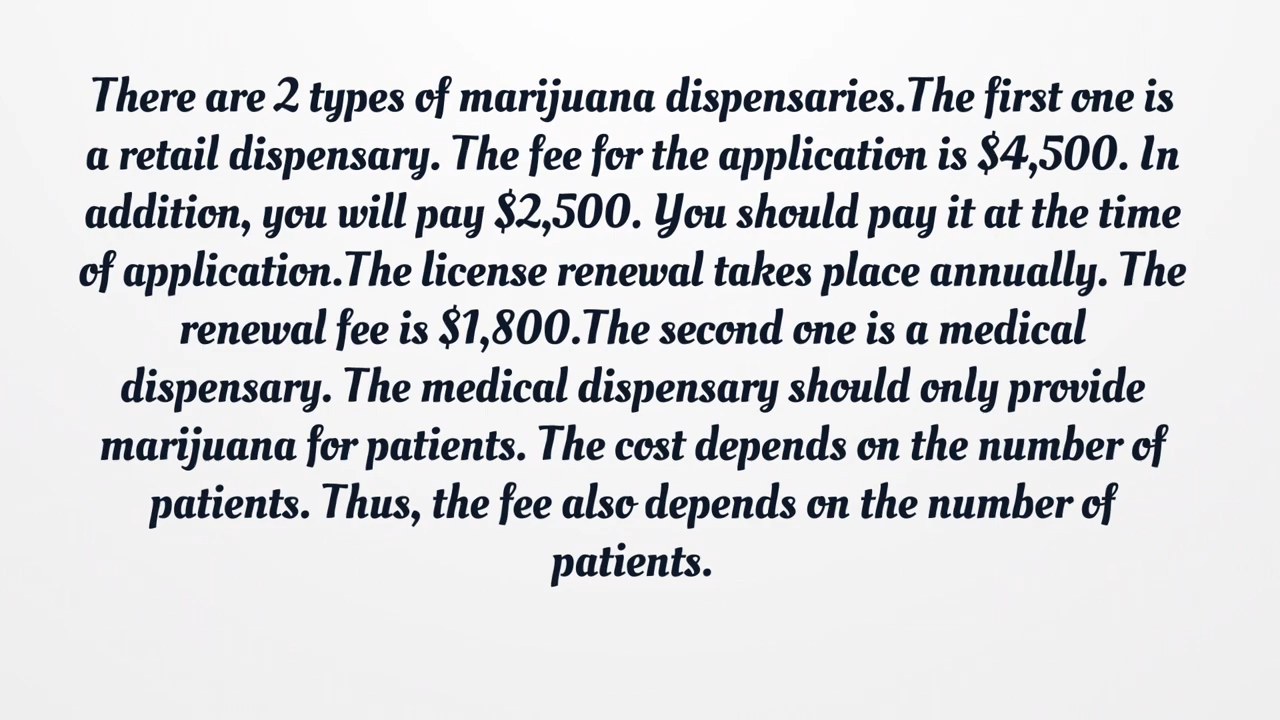 There are 2 types of marijuana dispensaries.The first one is
a retail dispensary. The fee for the application is $4,500. In
addition, you will pay $2,500. You should pay it at the time
of application.The license renewal takes place annually. The
renewal fee is $1,800.The second one is a medical
dispensary. The medical dispensary should only provide
marijuana for patients. The cost depends on the number of
patients. Thus, the fee also depends on the number of
patients.